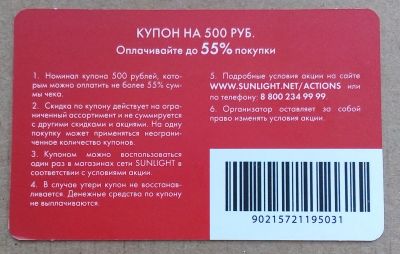 КУПОН НА 500 РУБ.
Оплачивайте до 55% покупки
1. Номинал купона 500 рублей, кото-
рым можно оплатить не более 55% сум-
мы чека.
2. Скидка по купону действует на огра-
ниченный ассортимент и не суммируется
с другими скидками и акциями. На одну
покупку может применяться неограни-
ченное количество купонов.
3. Купоном можно воспользоваться
один раз в магазинах сети SUNLIGHT в
соответствии с условиями акции.
4. В случае утери купон не восстанав-
ливается. Денежные средства по купону
не выплачиваются.
5. Подробные условия акции на сайте
WWW.SUNLIGHT.NET/ACTIONS или
по телефону: 8 800 234 99 99.
6. Организатор оставляет за собой
право изменять условия акции.
90215721195031